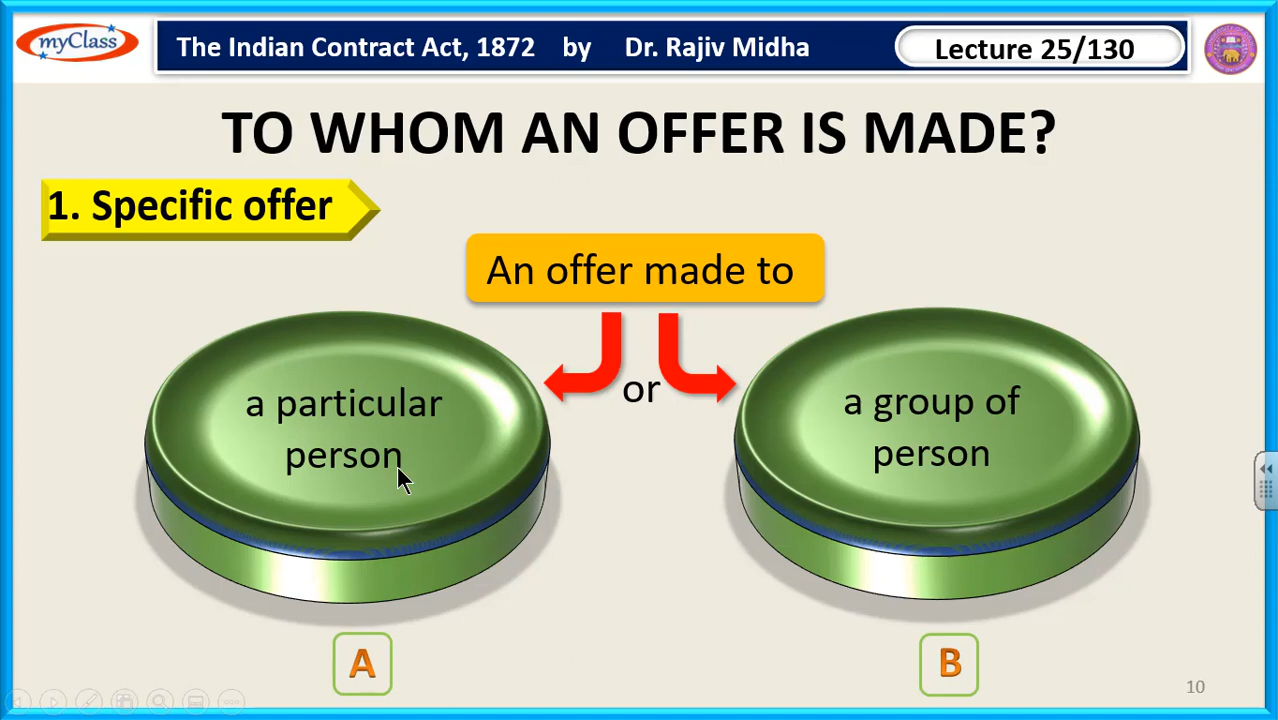 myClass
The Indian Contract Act, 1872 by Dr. Rajiv Midha
Lecture 25/130
TO WHOM AN OFFER IS MADE?
1. Specific offer
An offer made to
or
a particular
person
a group of
person
A
B
10